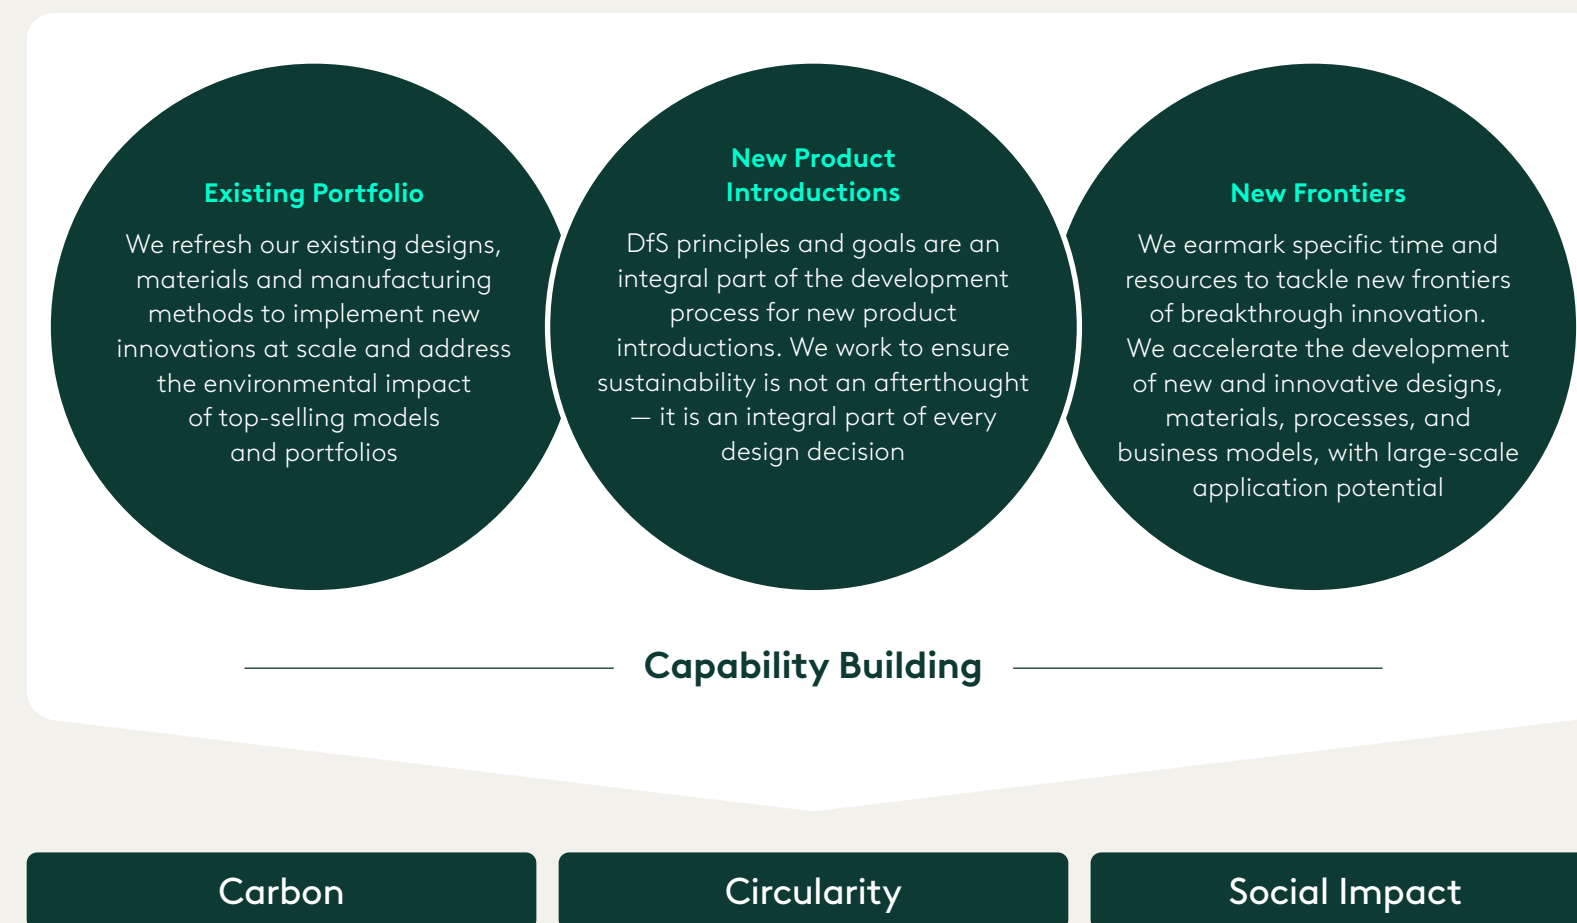 Existing Portfolio
We refresh our existing designs,
materials and manufacturing
methods to implement new
innovations at scale and address
the environmental impact
of top-selling models
and portfolios
New Product
Introductions
DfS principles and goals are an
integral part of the development
process for new product
introductions. We work to ensure
sustainability is not an afterthought
— it is an integral part of every
design decision
New Frontiers
We earmark specific time and
resources to tackle new frontiers
of breakthrough innovation.
We accelerate the development
of new and innovative designs,
materials, processes, and
business models, with large-scale
application potential
Capability Building
Carbon
Circularity
Social Impact